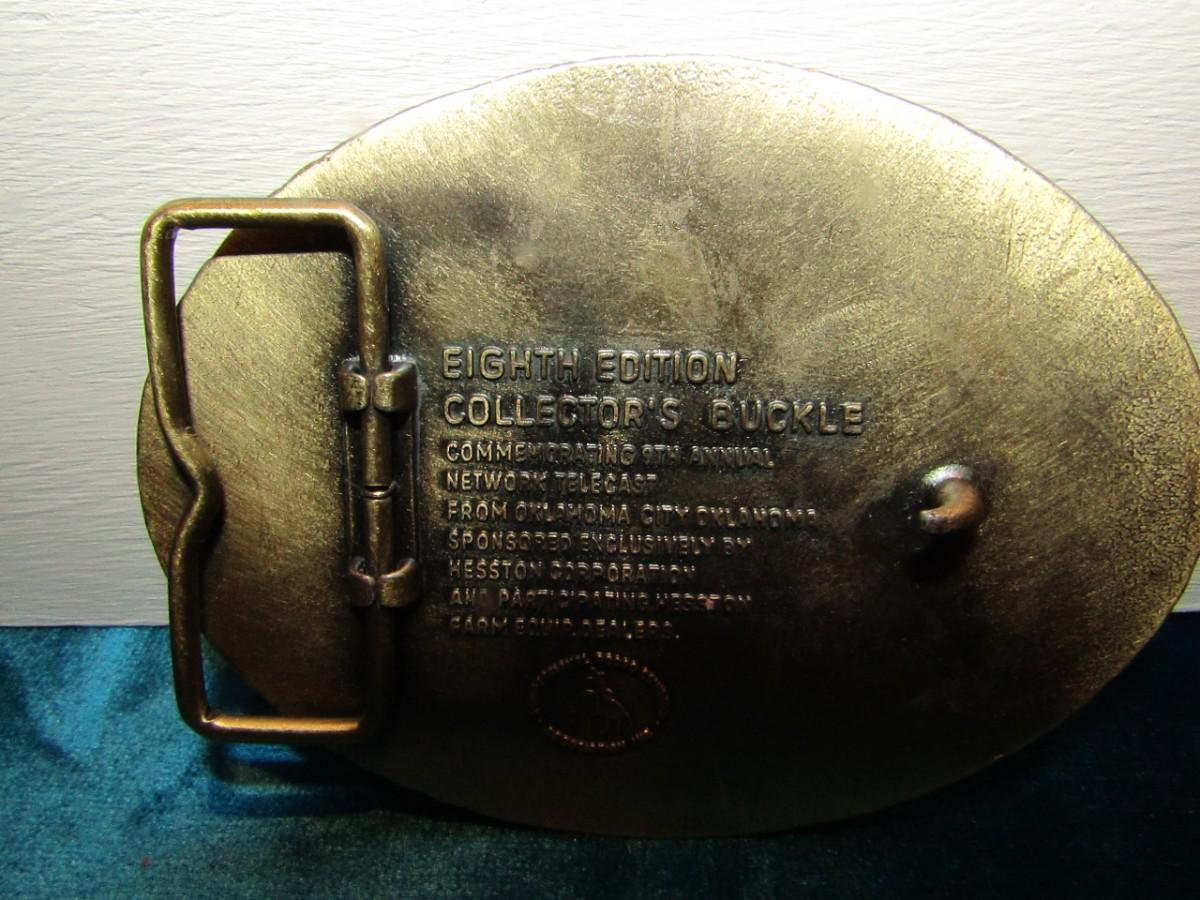 EIGHTH EDITION
COLLECTOR'S BUCKLE
COMMEMORATING 9TH ANNUAL
NETWORK TELECAST
FROM OKLAHOMA CITY OKLAHOMA
SPONSORED EXCLUSIVELY BY
HESSTON CORPORATION
AND PARTICIPATING HESSTON
FARM EQUIP. DEALERS.